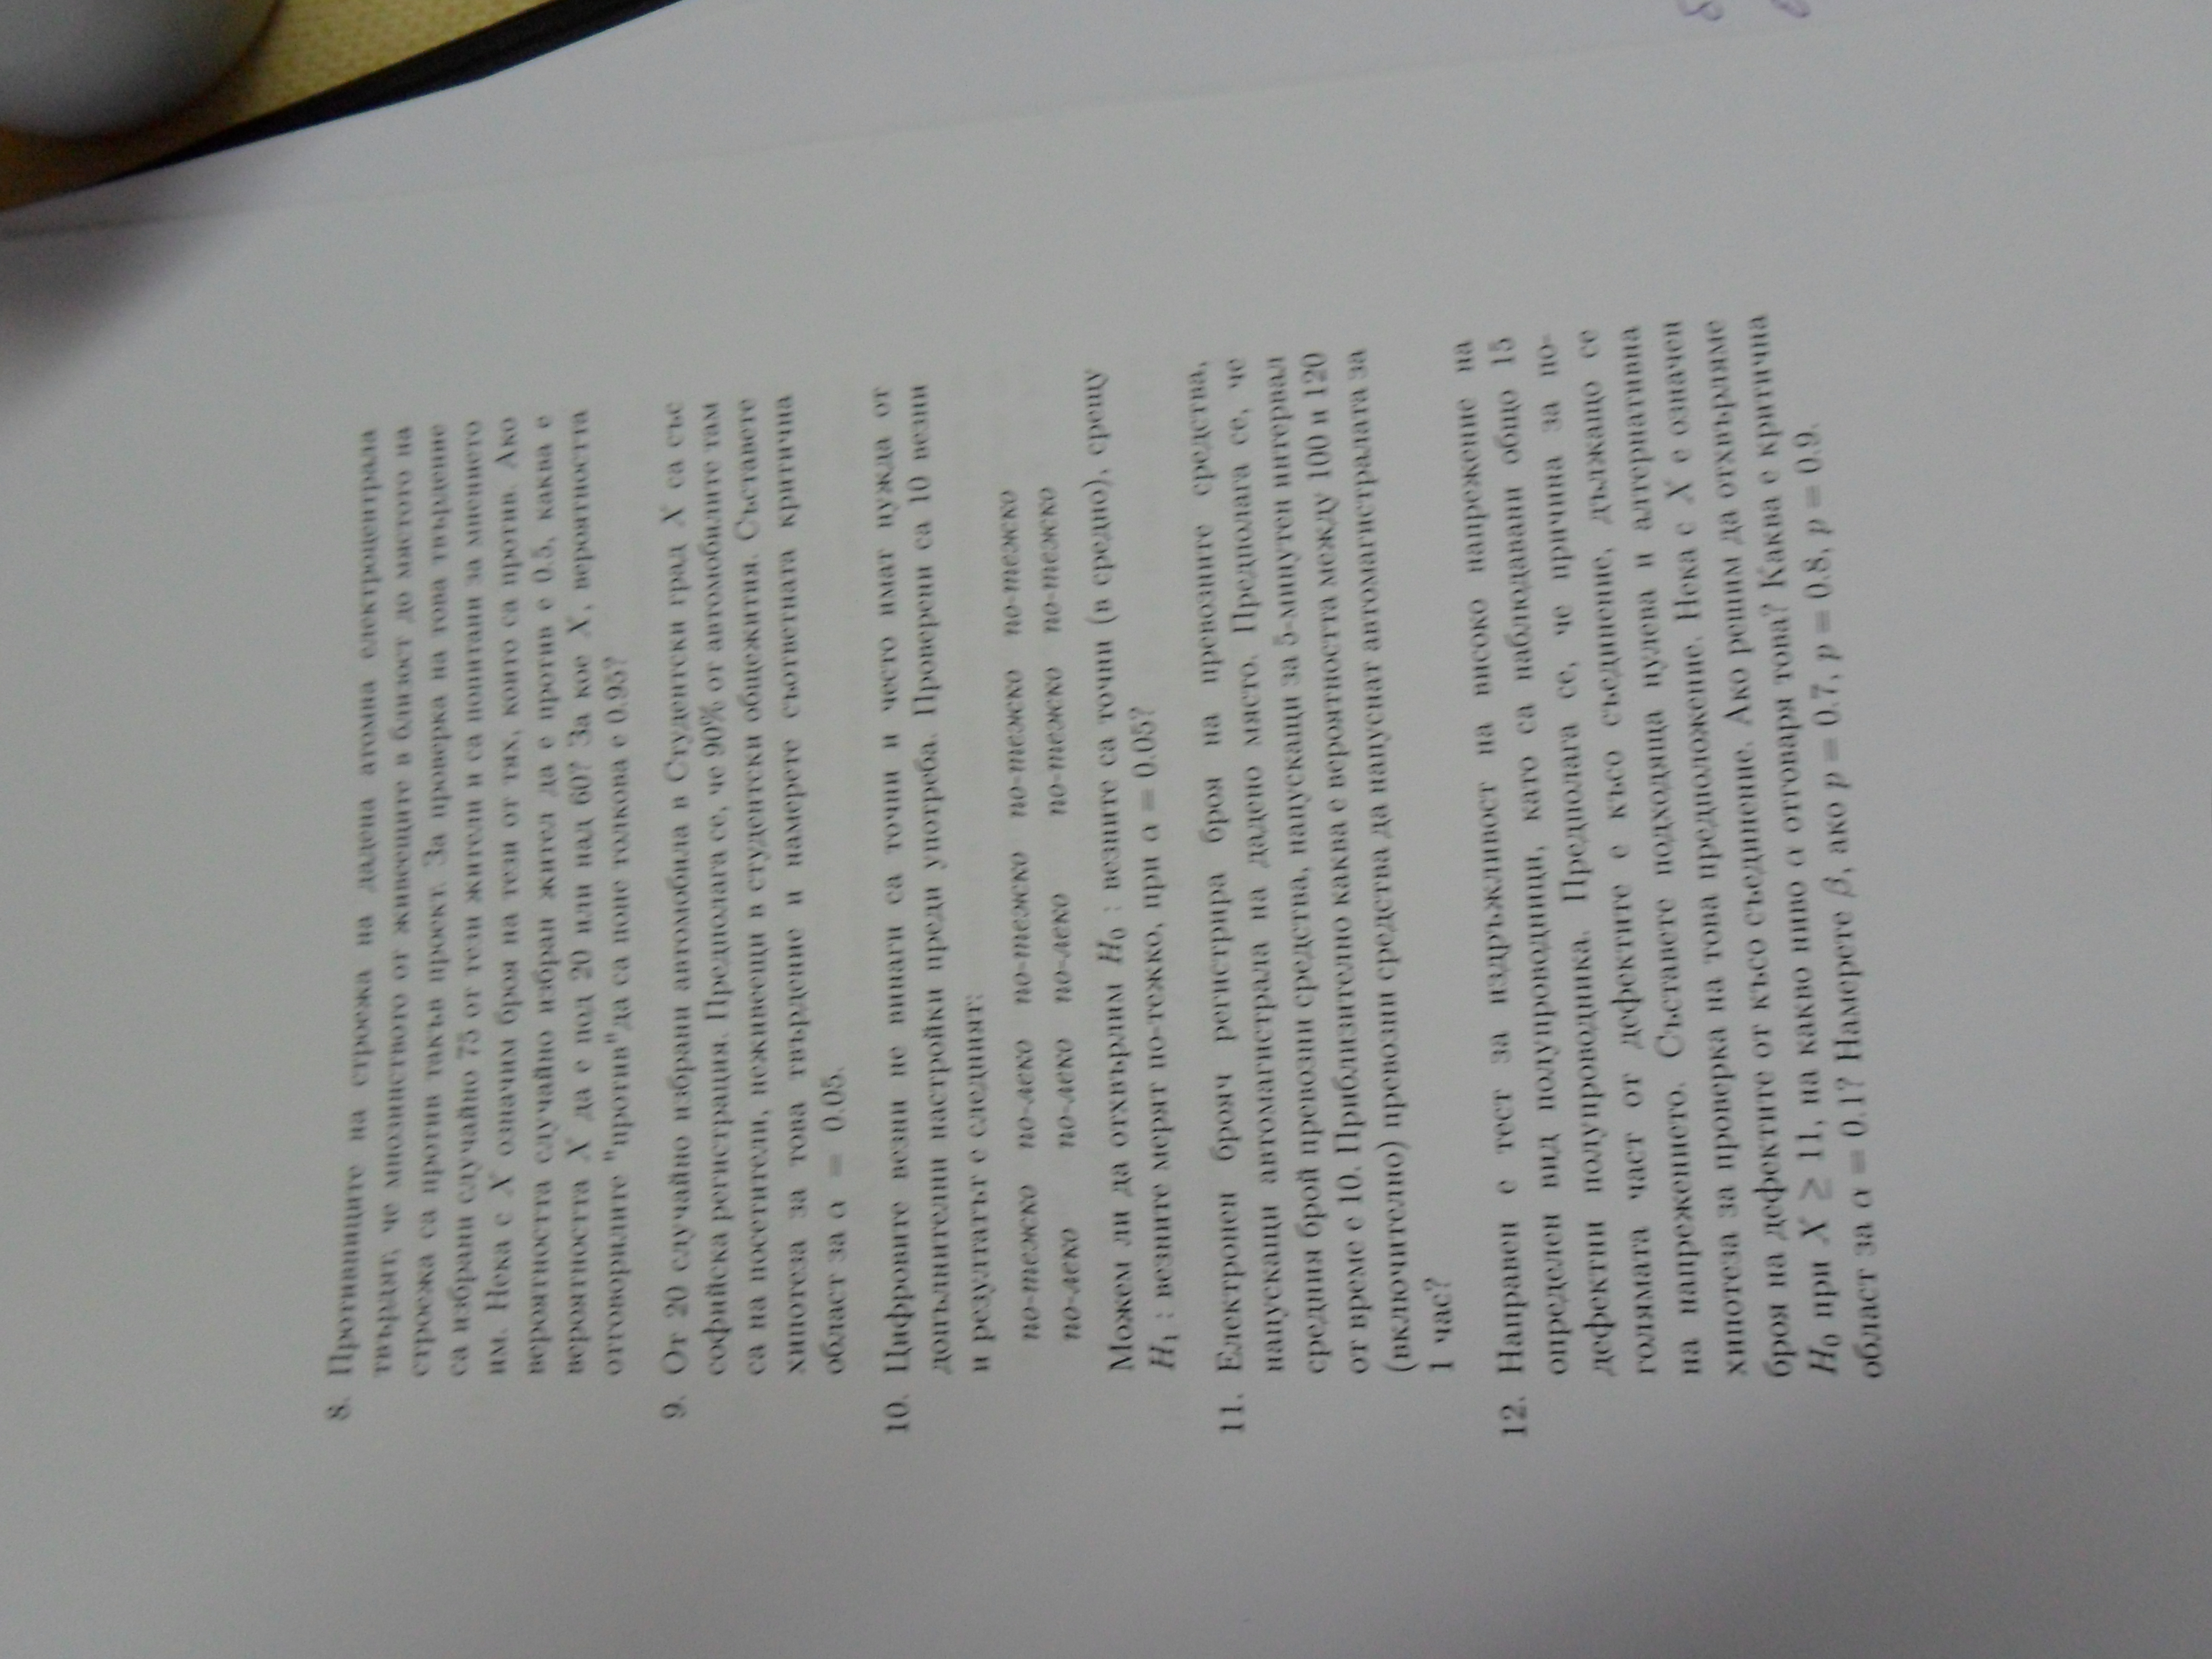 8. Противниците на строежа на дадена атомна електроцентрала
твърдят, че мнозинството от живеещите в близост до мястото на
строежа са против такъв проект. За проверка на това твърдение
са избрани случайно 75 от тези жители и са попитани за мнението
им. Нека с X означим броя на тези от тях, които са против. Ако
вероятността случайно избран жител да е против е 0.5, каква е
вероятността X да е под 20 или над 60? За кое X, вероятността
отговорилите "против"да са поне толкова е 0.95?
9. От 20 случайно избрани автомобила в Студентски град X са със
софийска регистрация. Предполага се, че 90% от автомобилите там
са на посетители, неживеещи в студентски общежития. Съставете
хипотеза за това твърдение и намерете съответната критична
област за α = 0.05.
10. Цифровите везни не винаги са точни и често имат нужда от
допълнителни настройки преди употреба. Проверени са 10 везни
и резултатът е следният:
по-тежко по-леко по-тежко по-тежко по-тежко
по-леко по-леко по-леко по-тежко по-тежко
Можем ли да отхвърлим H₀ : везните са точни (в средно), срещу
H₁ : везните мерят по-тежко, при α = 0.05?
11. Електронен брояч регистрира броя на превозните средства,
напускащи автомагистрала на дадено място. Предполага се, че
средния брой превозни средства, напускащи за 5-минутен интервал
от време е 10. Приблизително каква е вероятността между 100 и 120
(включително) превозни средства да напуснат автомагистралата за
1 час?
12. Направен е тест за издръжливост на високо напрежение на
определен вид полупроводници, като са наблюдавани общо 15
дефектни полупроводника. Предполага се, че причина за по-
голямата част от дефектите е късо съединение, дължащо се
на напрежението. Съставете подходяща нулева и алтернативна
хипотеза за проверка на това предположение. Нека с X е означен
броя на дефектите от късо съединение. Ако решим да отхвърляме
H₀ при X ≥ 11, на какво ниво α отговаря това? Каква е критична
област за α = 0.1? Намерете β, ако p = 0.7, p = 0.8, p = 0.9.